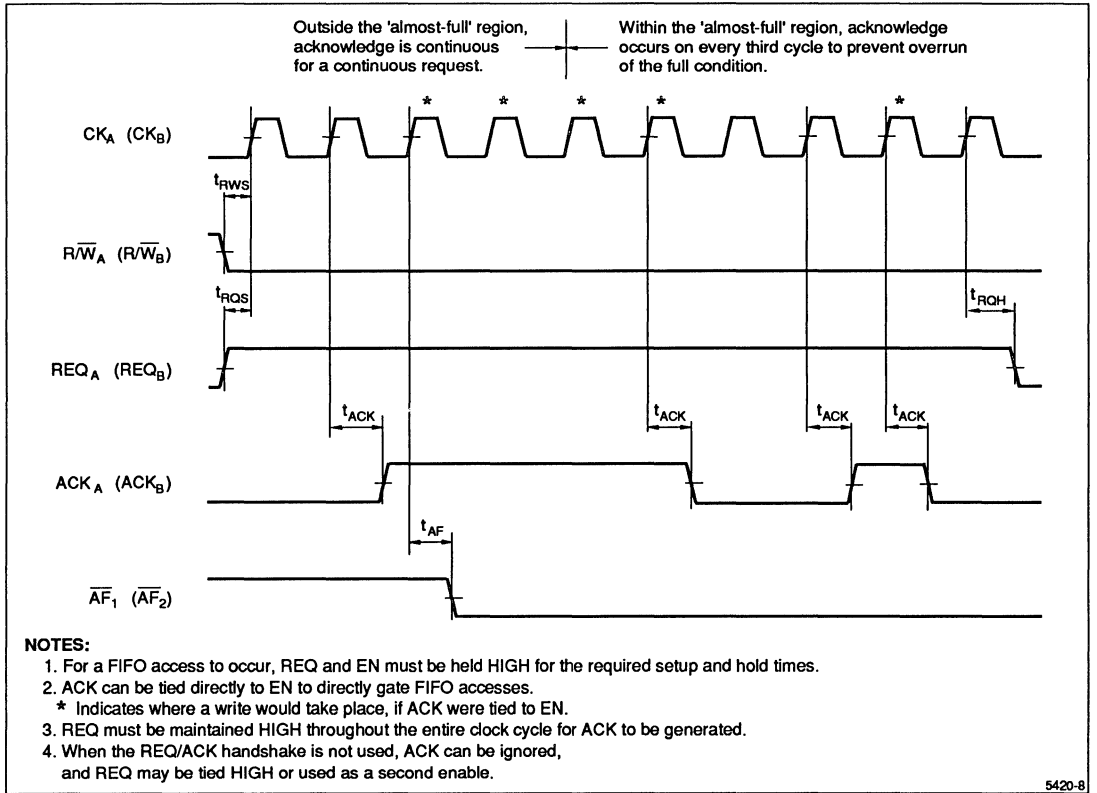 Outside the 'almost-full' region,
acknowledge is continuous
for a continuous request.
Within the 'almost-full' region, acknowledge
occurs on every third cycle to prevent overrun
of the full condition.
* * * * *
CKA (CKB)
tRWS
R/W̅A (R/W̅B)
tRQS
tRQH
REQA (REQB)
tACK tACK tACK tACK
ACKA (ACKB)
tAF
A̅F̅1 (A̅F̅2)
NOTES:
1. For a FIFO access to occur, REQ and EN must be held HIGH for the required setup and hold times.
2. ACK can be tied directly to EN to directly gate FIFO accesses.
* Indicates where a write would take place, if ACK were tied to EN.
3. REQ must be maintained HIGH throughout the entire clock cycle for ACK to be generated.
4. When the REQ/ACK handshake is not used, ACK can be ignored,
and REQ may be tied HIGH or used as a second enable.
5420-8